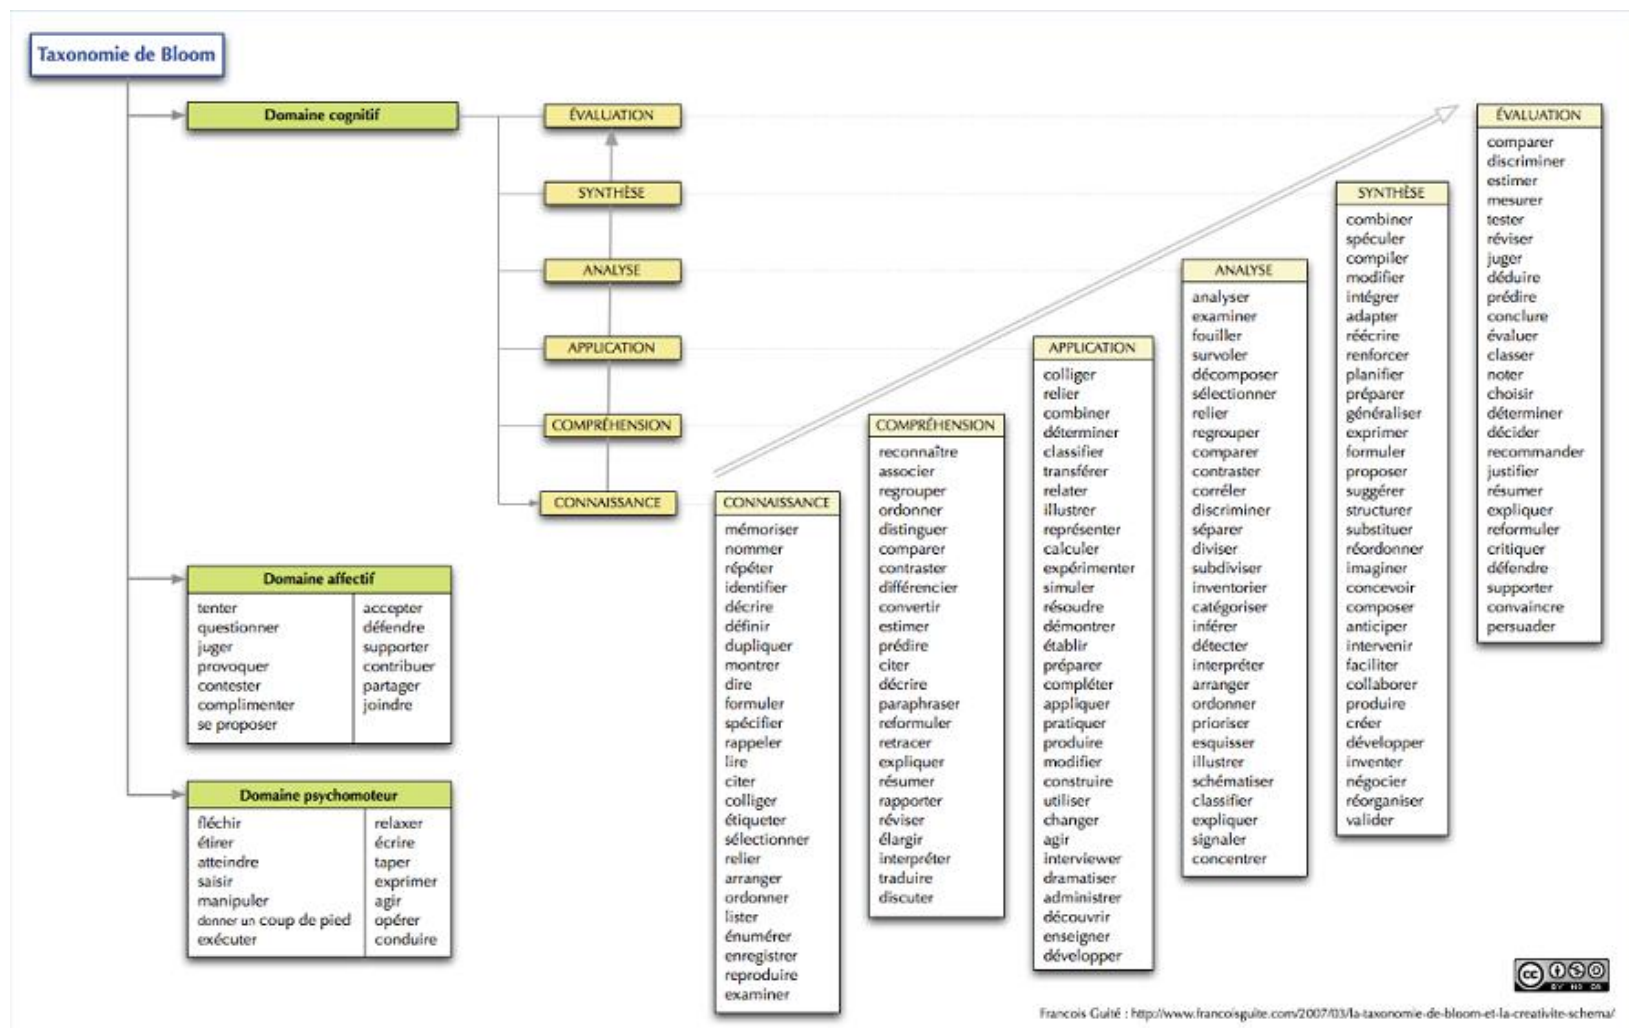 Taxonomie de Bloom
Domaine cognitif
ÉVALUATION
SYNTHÈSE
ANALYSE
APPLICATION
COMPRÉHENSION
CONNAISSANCE
Domaine affectif
tenter
questionner
juger
provoquer
contester
complimenter
se proposer
accepter
défendre
supporter
contribuer
partager
joindre
Domaine psychomoteur
fléchir
étirer
atteindre
saisir
manipuler
donner un coup de pied
exécuter
relaxer
écrire
taper
exprimer
agir
opérer
conduire
CONNAISSANCE
mémoriser
nommer
répéter
identifier
décrire
définir
dupliquer
montrer
dire
formuler
spécifier
rappeler
lire
citer
colliger
étiqueter
sélectionner
relier
arranger
ordonner
lister
énumérer
enregistrer
reproduire
examiner
COMPRÉHENSION
reconnaître
associer
regrouper
ordonner
distinguer
comparer
contraster
différencier
convertir
estimer
prédire
citer
décrire
paraphraser
reformuler
retracer
expliquer
résumer
rapporter
réviser
élargir
interpréter
traduire
discuter
APPLICATION
colliger
relier
combiner
déterminer
classifier
transférer
relater
illustrer
représenter
calculer
expérimenter
simuler
résoudre
démontrer
établir
préparer
compléter
appliquer
pratiquer
produire
modifier
construire
utiliser
changer
agir
interviewer
dramatiser
administrer
découvrir
enseigner
développer
ANALYSE
analyser
examiner
fouiller
survoler
décomposer
sélectionner
relier
regrouper
comparer
contraster
corréler
discriminer
séparer
diviser
subdiviser
inventorier
catégoriser
inférer
détecter
interpréter
arranger
ordonner
prioriser
esquisser
illustrer
schématiser
classifier
expliquer
signaler
concentrer
SYNTHÈSE
combiner
spéculer
compiler
modifier
intégrer
adapter
réécrire
renforcer
planifier
préparer
généraliser
exprimer
formuler
proposer
suggérer
structurer
substituer
réordonner
imaginer
concevoir
composer
anticiper
intervenir
faciliter
collaborer
produire
créer
développer
inventer
négocier
réorganiser
valider
ÉVALUATION
comparer
discriminer
estimer
mesurer
tester
réviser
juger
déduire
prédire
conclure
évaluer
classer
noter
choisir
déterminer
décider
recommander
justifier
résumer
expliquer
reformuler
critiquer
défendre
supporter
convaincre
persuader
cc
BY NC SA
Francois Guité : http://www.francoisguite.com/2007/03/la-taxonomie-de-bloom-et-la-creativite-schema/